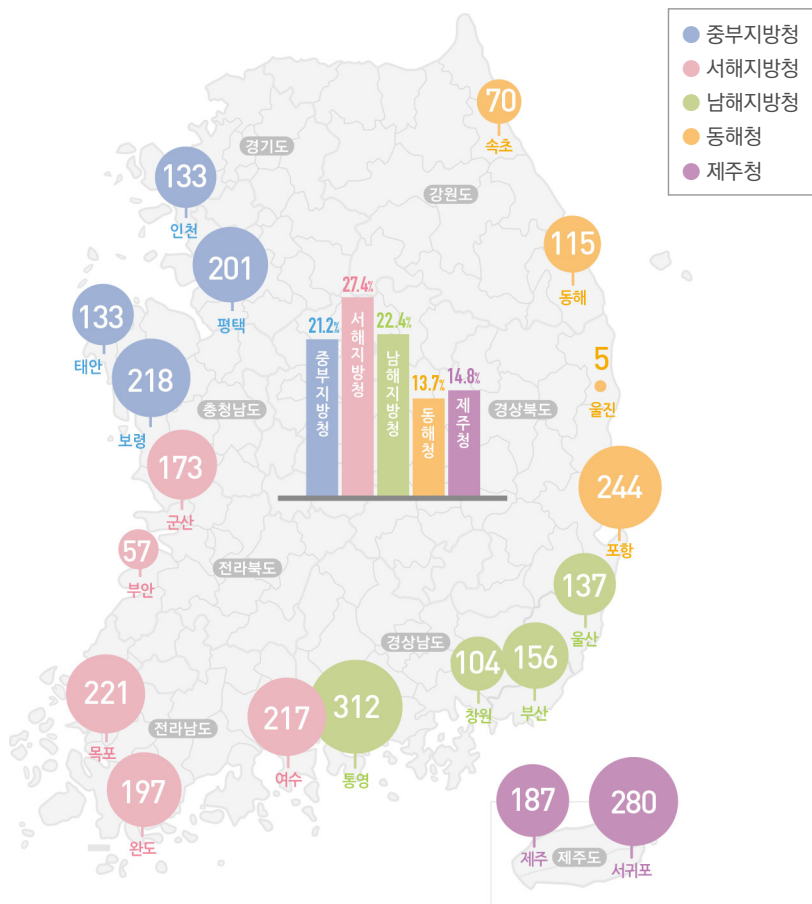 중부지방청
서해지방청
남해지방청
동해청
제주청
70
속초
경기도
133
인천
강원도
115
동해
201
평택
133
태안
218
보령
충청남도
21.2%
중부지방청
27.4%
서해지방청
22.4%
남해지방청
13.7%
동해청
14.8%
제주청
경상북도
5
울진
173
군산
244
포항
57
부안
전라북도
137
울산
경상남도
104
창원
156
부산
221
목포
전라남도
217
여수
312
통영
197
완도
187
제주
제주도
280
서귀포